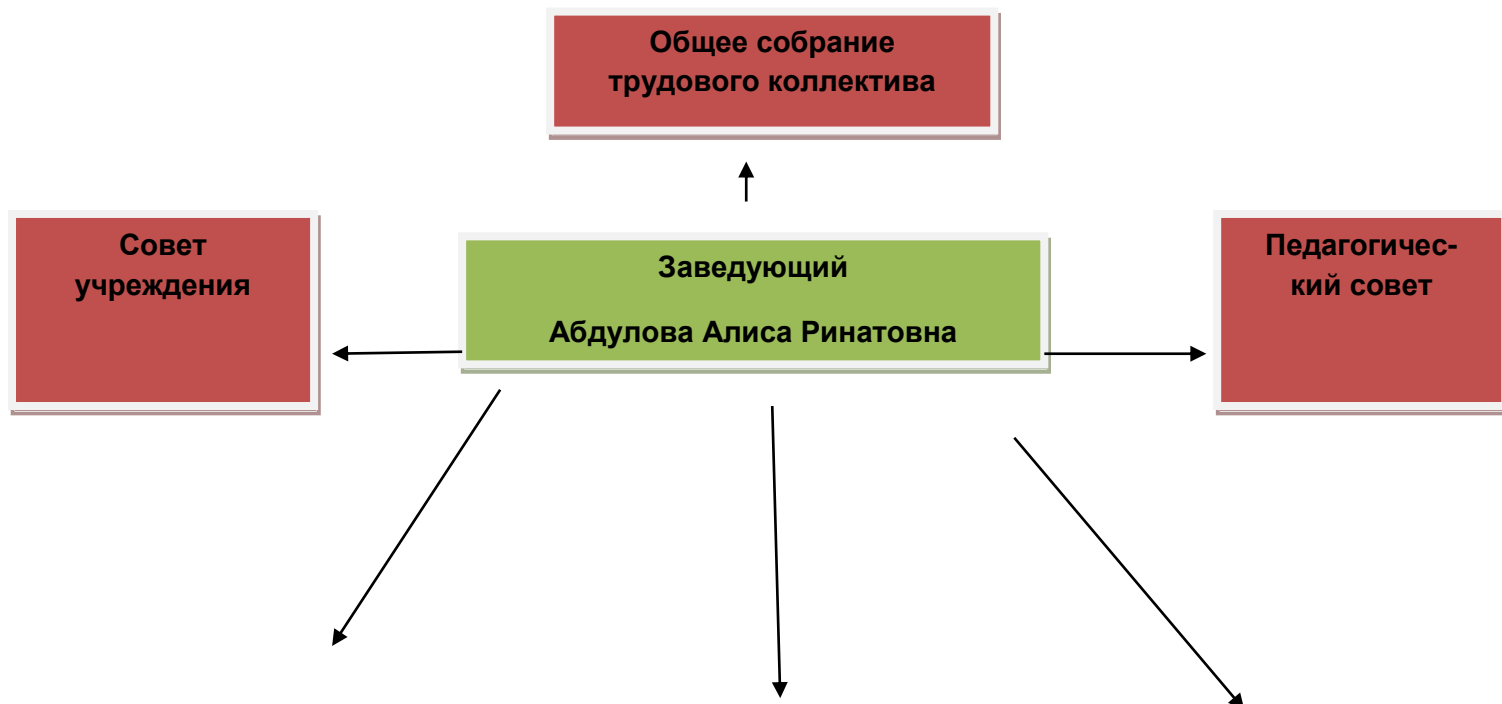 Общее собрание
трудового коллектива
Совет
учреждения
Заведующий
Абдулова Алиса Ринатовна
Педагогичес-
кий совет